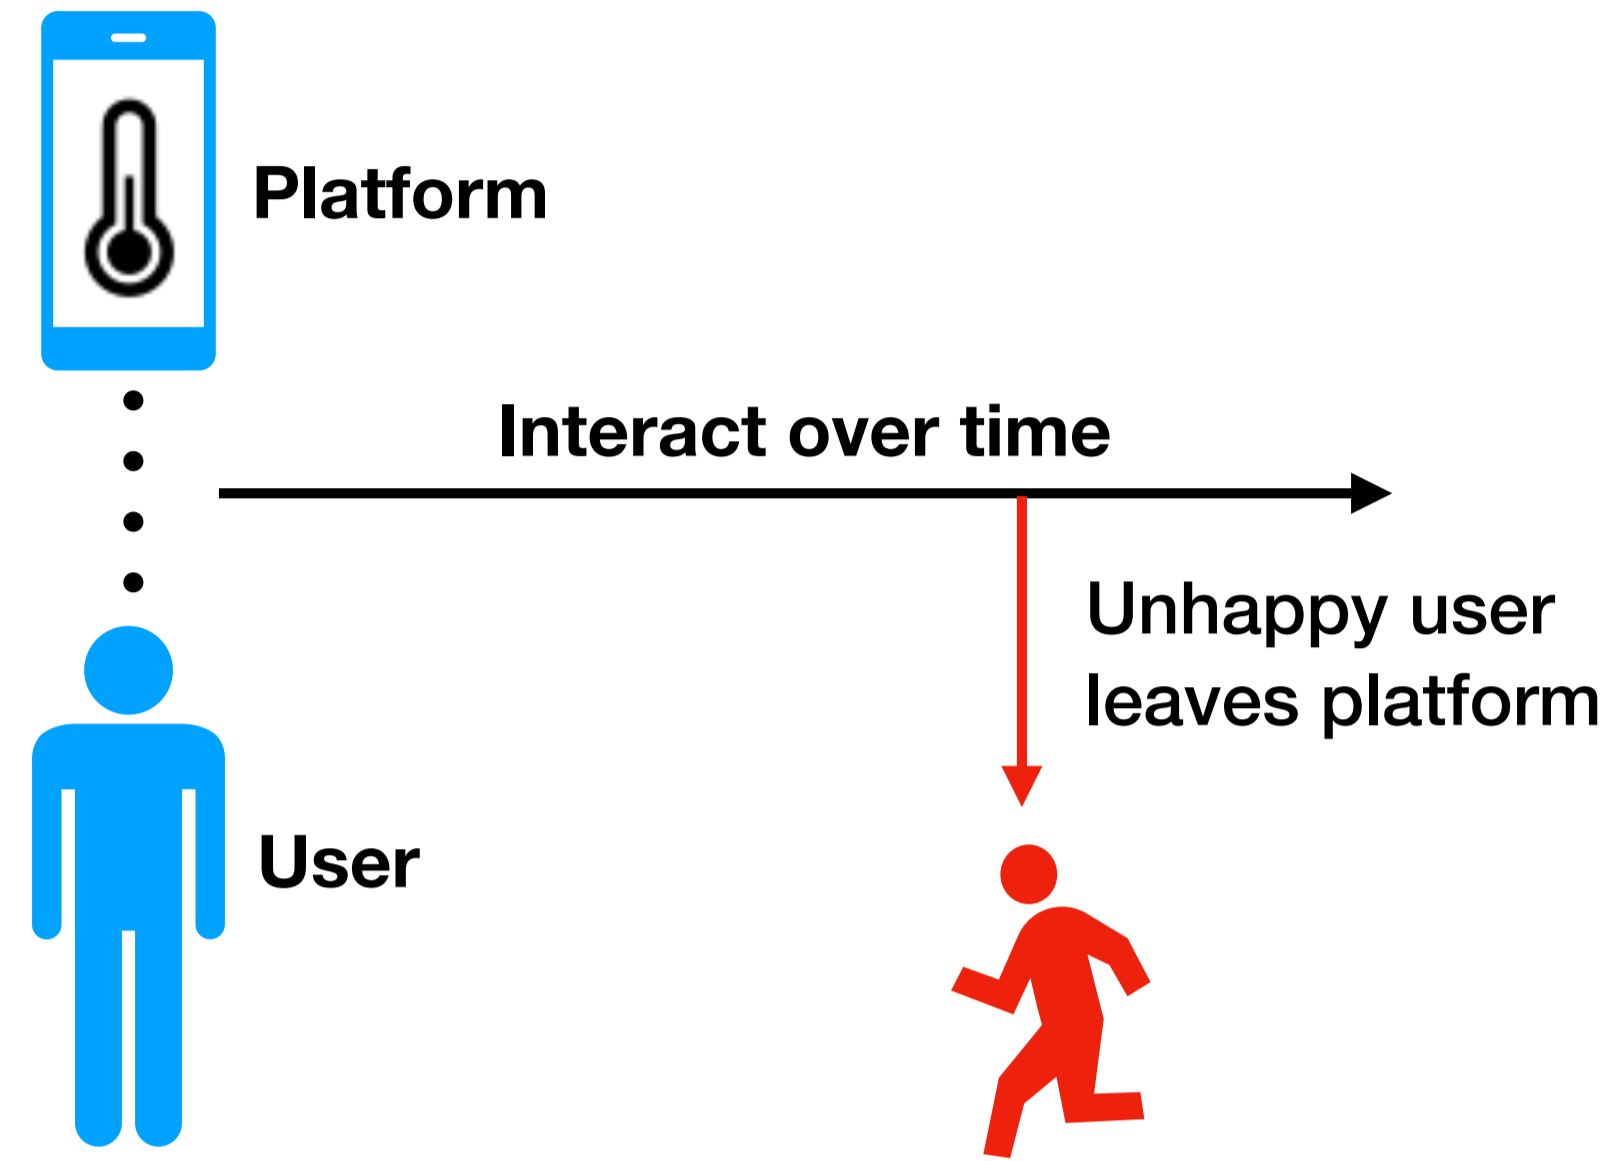 Platform
Interact over time
Unhappy user
leaves platform
User